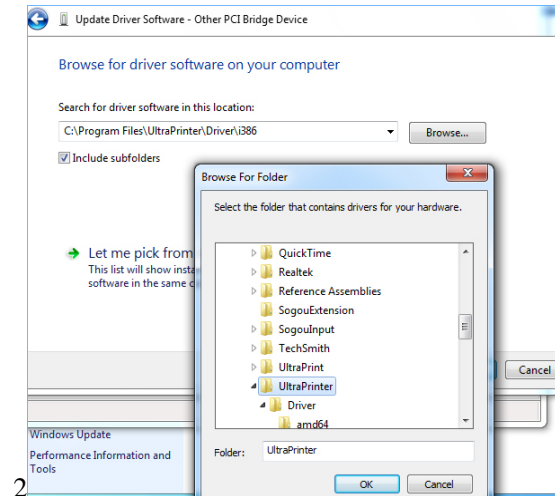 Update Driver Software - Other PCI Bridge Device
Browse for driver software on your computer
Search for driver software in this location:
C:\Program Files\UltraPrinter\Driver\i386
Browse...
Include subfolders
Browse For Folder
Select the folder that contains drivers for your hardware.
Let me pick from
This list will show insta
software in the same c
QuickTime
Realtek
Reference Assemblies
SogouExtension
SogouInput
TechSmith
UltraPrint
UltraPrinter
Driver
amd64
Cancel
Folder:
UltraPrinter
OK
Cancel
Windows Update
Performance Information and
Tools
2